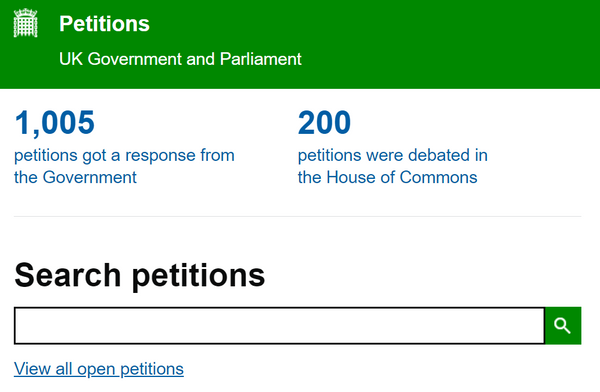 Petitions
UK Government and Parliament
1,005
petitions got a response from
the Government
200
petitions were debated in
the House of Commons
Search petitions
View all open petitions